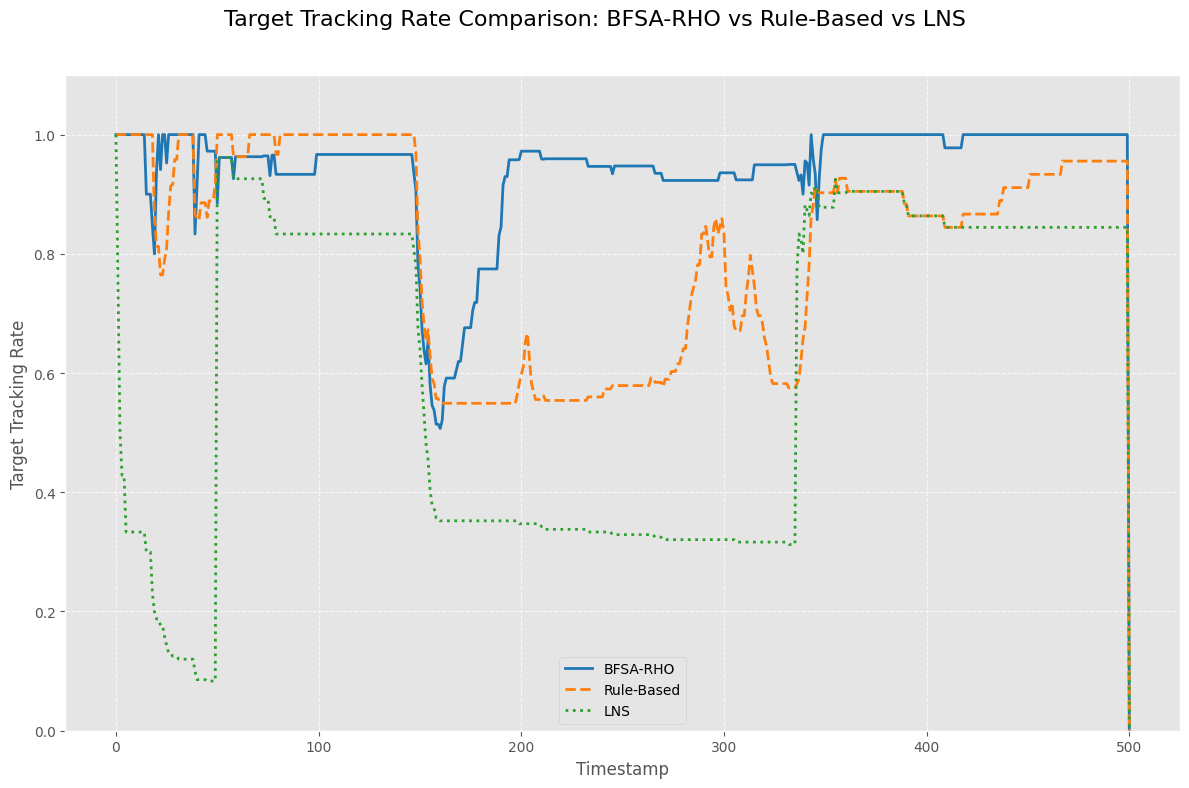 Target Tracking Rate Comparison: BFSA-RHO vs Rule-Based vs LNS
Target Tracking Rate
1.0
0.8
0.6
0.4
0.2
0.0
BFSA-RHO
Rule-Based
LNS
0 100 200 300 400 500
Timestamp